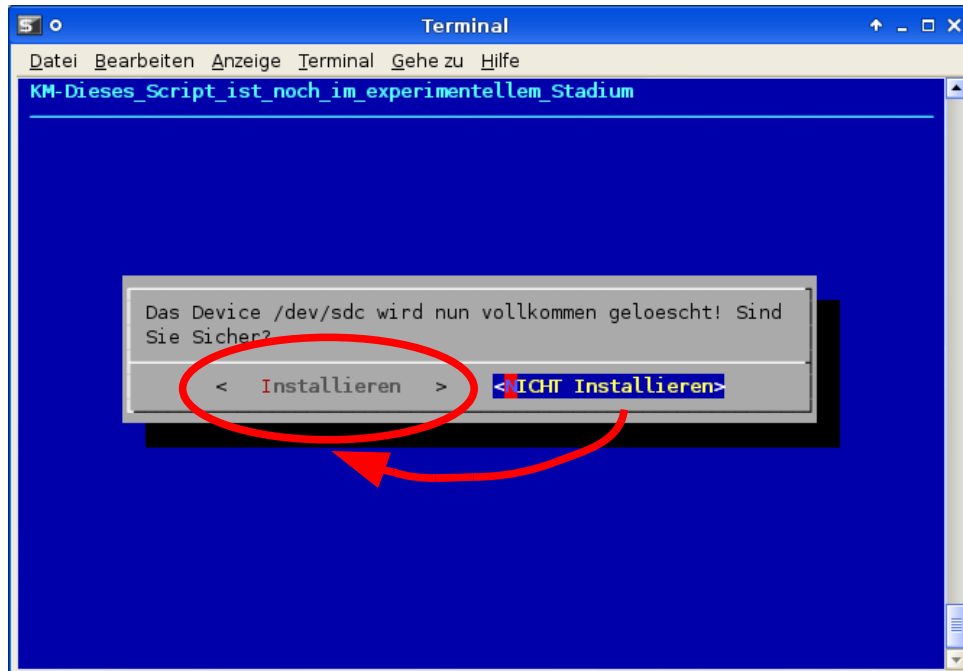 Terminal
Datei Bearbeiten Anzeige Terminal Gehe zu Hilfe
KM-Dieses_Script_ist_noch_im_experimentellem_Stadium
Das Device /dev/sdc wird nun vollkommen geloescht! Sind
Sie Sicher?
< Installieren > <NICHT Installieren>